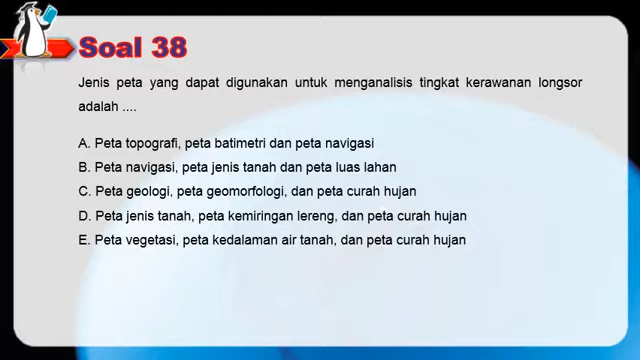 Soal 38
Jenis peta yang dapat digunakan untuk menganalisis tingkat kerawanan longsor
adalah ....
A. Peta topografi, peta batimetri dan peta navigasi
B. Peta navigasi, peta jenis tanah dan peta luas lahan
C. Peta geologi, peta geomorfologi, dan peta curah hujan
D. Peta jenis tanah, peta kemiringan lereng, dan peta curah hujan
E. Peta vegetasi, peta kedalaman air tanah, dan peta curah hujan